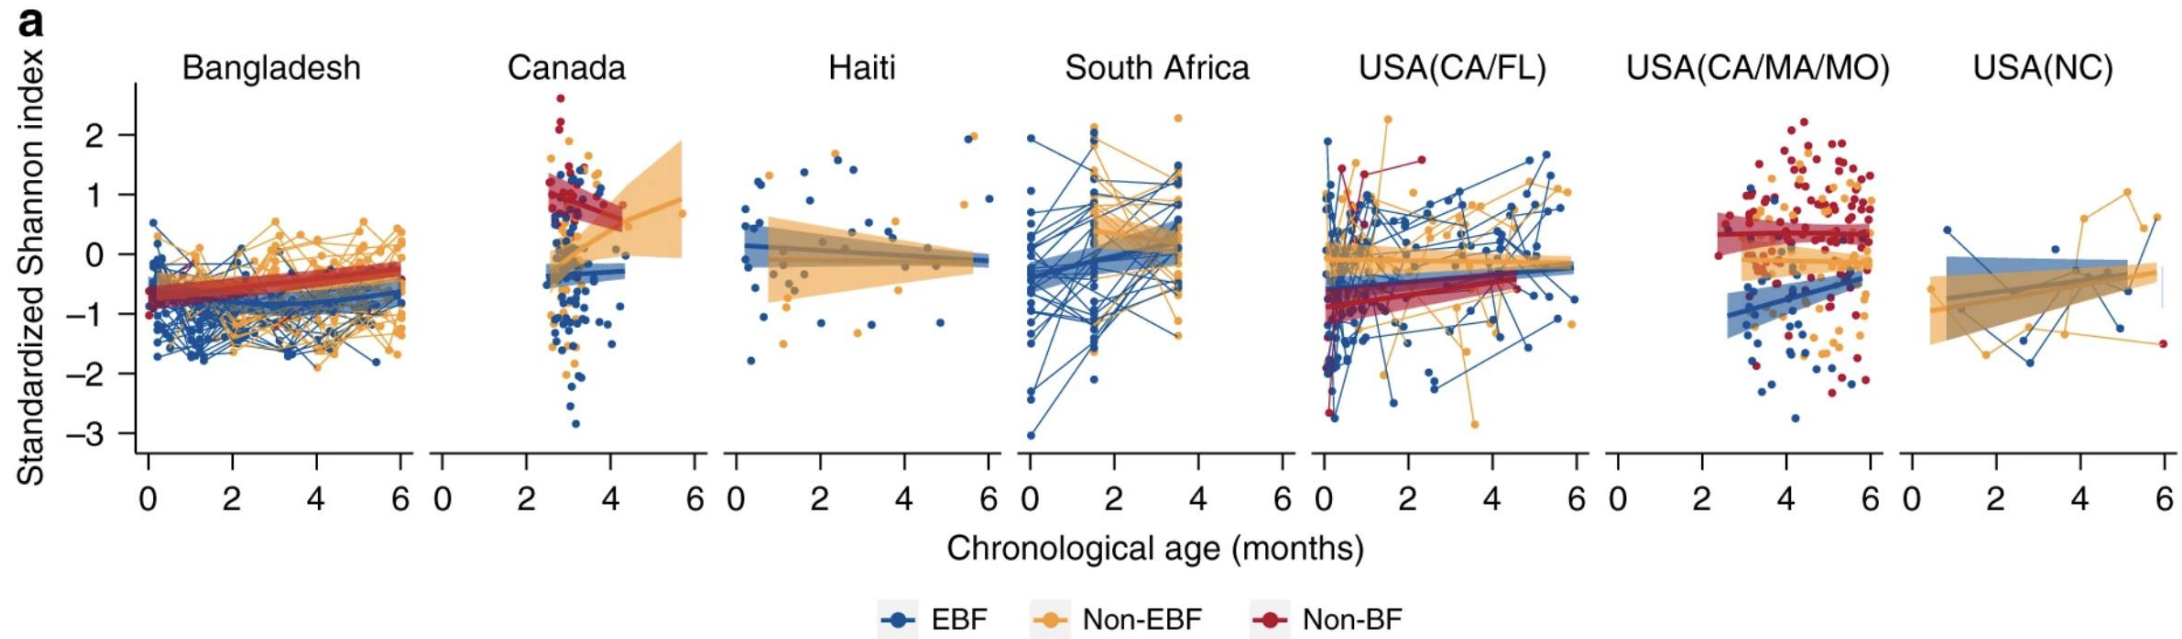 a
Standardized Shannon index
Bangladesh Canada Haiti South Africa USA(CA/FL) USA(CA/MA/MO) USA(NC)
2
1
0
−1
−2
−3
0 2 4 6 0 2 4 6 0 2 4 6 0 2 4 6 0 2 4 6 0 2 4 6 0 2 4 6
Chronological age (months)
EBF Non-EBF Non-BF